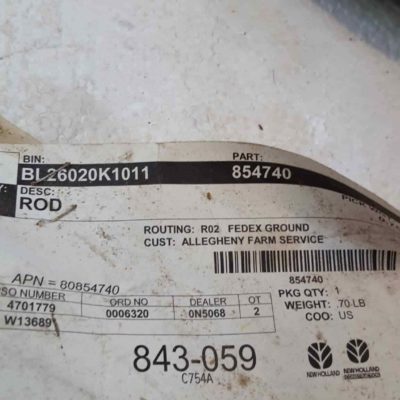 BIN: PART:
BL26020K1011 854740
DESC:
ROD
ROUTING: R02 FEDEX GROUND
CUST: ALLEGHENY FARM SERVICE
854740
APN = 80854740
PKG QTY: 1
WEIGHT: .70 LB
COO: US
SO NUMBER ORD NO DEALER OT
4701779 0006320 0N5068 2
W13689
843-059
C754A
NEW HOLLAND NEW HOLLAND